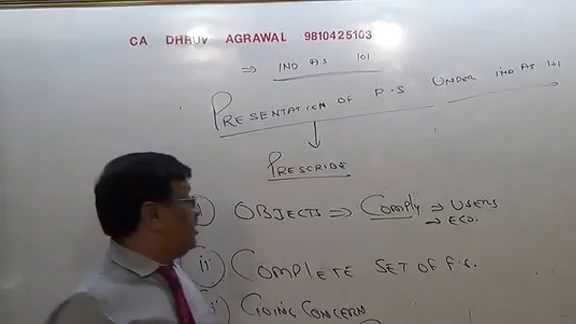 CA DHRUV AGRAWAL 9810425103
⇒ IND AS 101
PRESENTATION OF F.S UNDER IND AS 101
↓
PRESCRIBE
i) OBJECTS ⇒ COMPLY ⇒ USERS
→ ECO.
ii COMPLETE SET OF F.S.
) GOING CONCERN